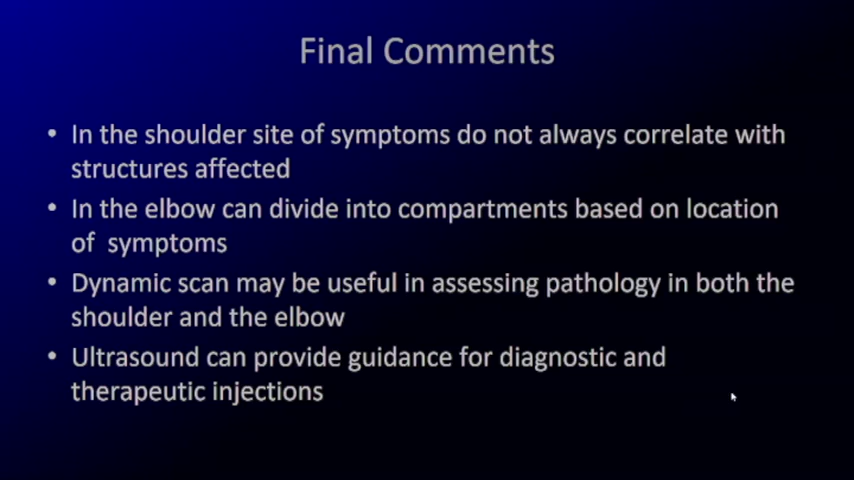 Final Comments
• In the shoulder site of symptoms do not always correlate with
structures affected
• In the elbow can divide into compartments based on location
of symptoms
• Dynamic scan may be useful in assessing pathology in both the
shoulder and the elbow
• Ultrasound can provide guidance for diagnostic and
therapeutic injections